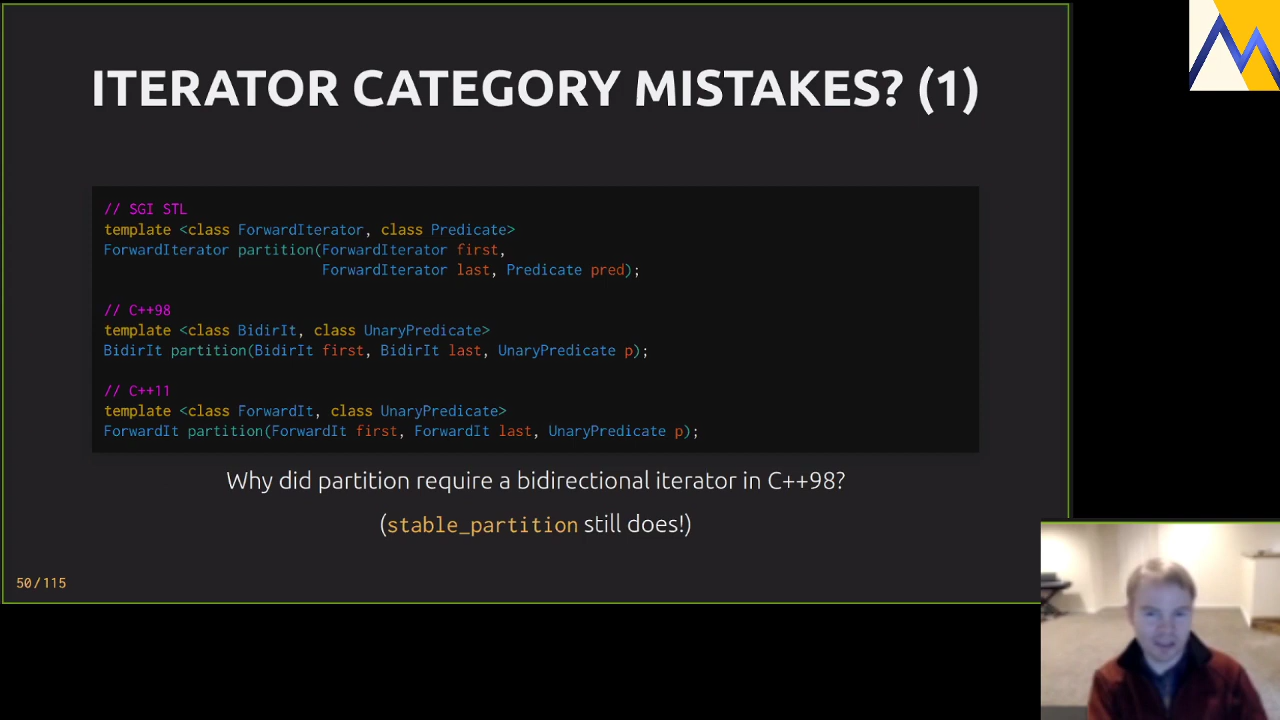 ITERATOR CATEGORY MISTAKES? (1)
// SGI STL
template <class ForwardIterator, class Predicate>
ForwardIterator partition(ForwardIterator first,
                          ForwardIterator last, Predicate pred);
// C++98
template <class BidirIt, class UnaryPredicate>
BidirIt partition(BidirIt first, BidirIt last, UnaryPredicate p);
// C++11
template <class ForwardIt, class UnaryPredicate>
ForwardIt partition(ForwardIt first, ForwardIt last, UnaryPredicate p);
Why did partition require a bidirectional iterator in C++98?
(stable_partition still does!)
50/115